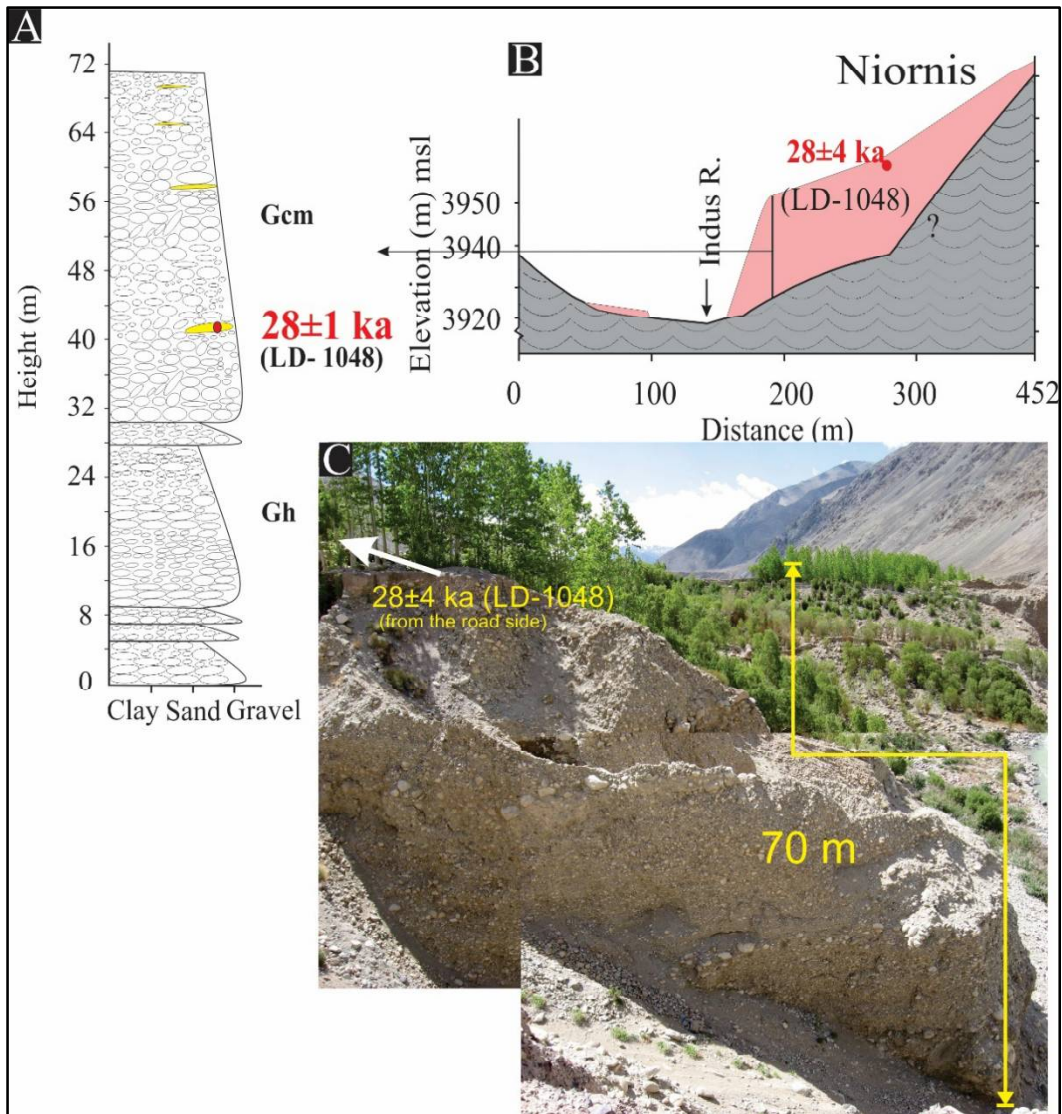 A
72
64
56
48
40
32
24
16
8
0
Height (m)
Clay Sand Gravel
Gcm
28±1 ka
(LD- 1048)
Gh
B
Niornis
28±4 ka
(LD-1048)
?
Indus R.
Elevation (m) msl
3950
3940
3920
0 100 200 300 452
Distance (m)
C
28±4 ka (LD-1048)
(from the road side)
70 m